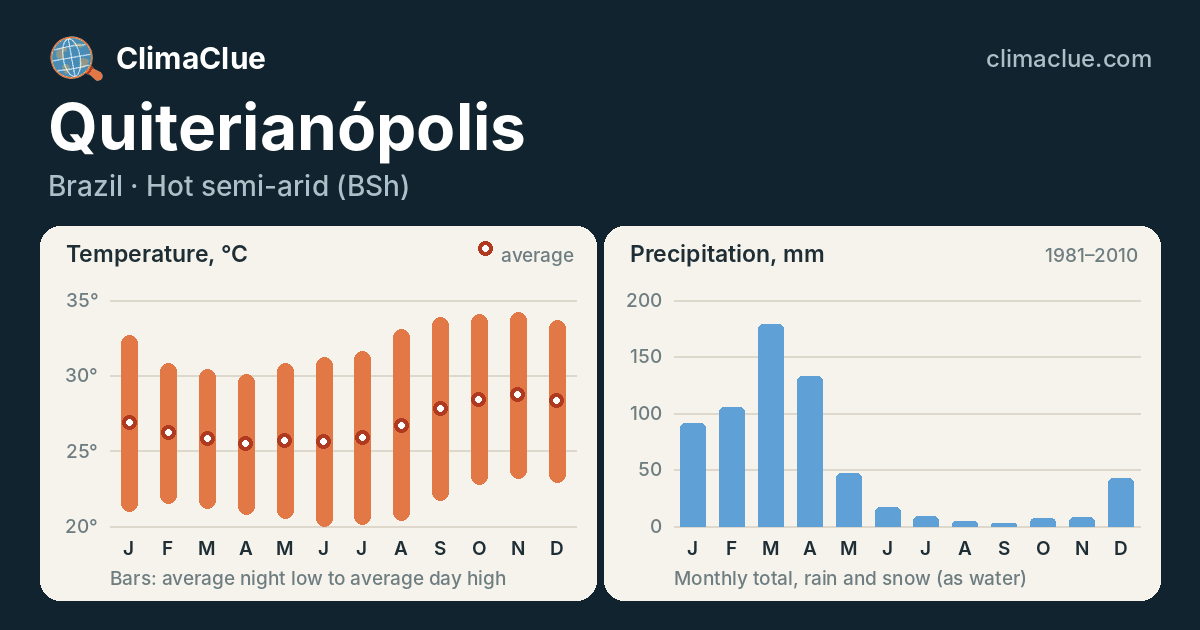 ClimaClue
climaclue.com
Quiterianópolis
Brazil · Hot semi-arid (BSh)
Temperature, °C
average
35°
30°
25°
20°
J F M A M J J A S O N D
Bars: average night low to average day high
Precipitation, mm
1981–2010
200
150
100
50
0
J F M A M J J A S O N D
Monthly total, rain and snow (as water)